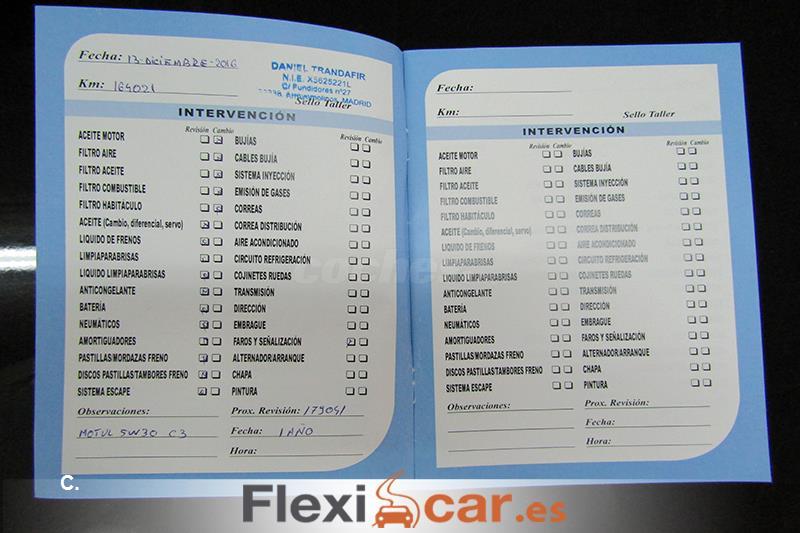 Fecha: 13-DICIEMBRE-2016
DANIEL TRANDAFIR
N.I.E. X5625221L
C/ Fundidores nº27
Arroyomolinos, MADRID
Km: 164021
Sello Taller
INTERVENCIÓN
Revisión Cambio
ACEITE MOTOR
FILTRO AIRE
FILTRO ACEITE
FILTRO COMBUSTIBLE
FILTRO HABITÁCULO
ACEITE (Cambio, diferencial, servo)
LIQUIDO DE FRENOS
LIMPIAPARABRISAS
LIQUIDO LIMPIAPARABRISAS
ANTICONGELANTE
BATERÍA
NEUMÁTICOS
AMORTIGUADORES
PASTILLAS/MORDAZAS FRENO
DISCOS PASTILLAS/TAMBORES FRENO
SISTEMA ESCAPE
Revisión Cambio
BUJÍAS
CABLES BUJÍA
SISTEMA INYECCIÓN
EMISIÓN DE GASES
CORREAS
CORREA DISTRIBUCIÓN
AIRE ACONDICIONADO
CIRCUITO REFRIGERACIÓN
COJINETES RUEDAS
TRANSMISIÓN
DIRECCIÓN
EMBRAGUE
FAROS Y SEÑALIZACIÓN
ALTERNADOR/ARRANQUE
CHAPA
PINTURA
Observaciones:
MOTUL 5W30 C3
Prox. Revisión: 179041
Fecha: 1 AÑO
Hora:
Fecha:
Km:
Sello Taller
INTERVENCIÓN
Revisión Cambio
ACEITE MOTOR
FILTRO AIRE
FILTRO ACEITE
FILTRO COMBUSTIBLE
FILTRO HABITÁCULO
ACEITE (Cambio, diferencial, servo)
LIQUIDO DE FRENOS
LIMPIAPARABRISAS
LIQUIDO LIMPIAPARABRISAS
ANTICONGELANTE
BATERÍA
NEUMÁTICOS
AMORTIGUADORES
PASTILLAS/MORDAZAS FRENO
DISCOS PASTILLAS/TAMBORES FRENO
SISTEMA ESCAPE
Revisión Cambio
BUJÍAS
CABLES BUJÍA
SISTEMA INYECCIÓN
EMISIÓN DE GASES
CORREAS
CORREA DISTRIBUCIÓN
AIRE ACONDICIONADO
CIRCUITO REFRIGERACIÓN
COJINETES RUEDAS
TRANSMISIÓN
DIRECCIÓN
EMBRAGUE
FAROS Y SEÑALIZACIÓN
ALTERNADOR/ARRANQUE
CHAPA
PINTURA
Observaciones:
Prox. Revisión:
Fecha:
Hora:
C.
Flexicar.es